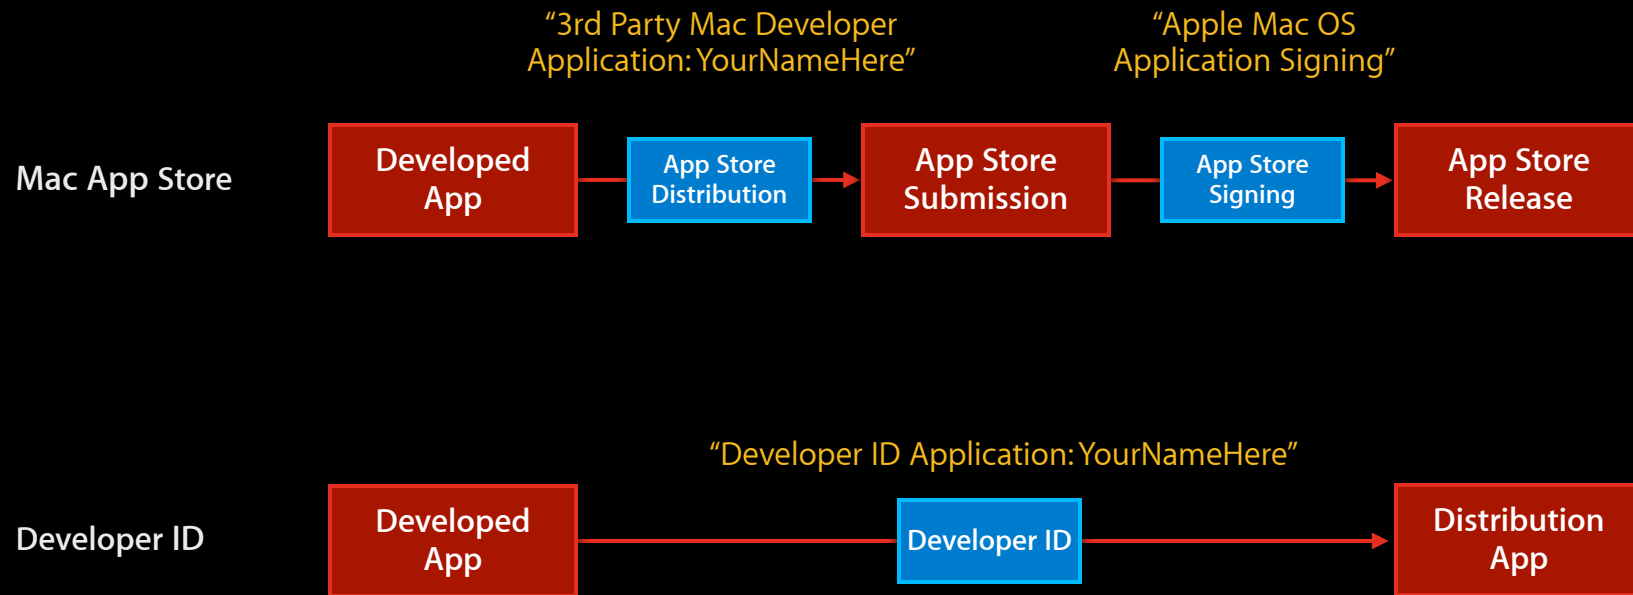 “3rd Party Mac Developer
Application: YourNameHere”
“Apple Mac OS
Application Signing”
Mac App Store
Developed
App
App Store
Distribution
App Store
Submission
App Store
Signing
App Store
Release
“Developer ID Application: YourNameHere”
Developer ID
Developed
App
Developer ID
Distribution
App